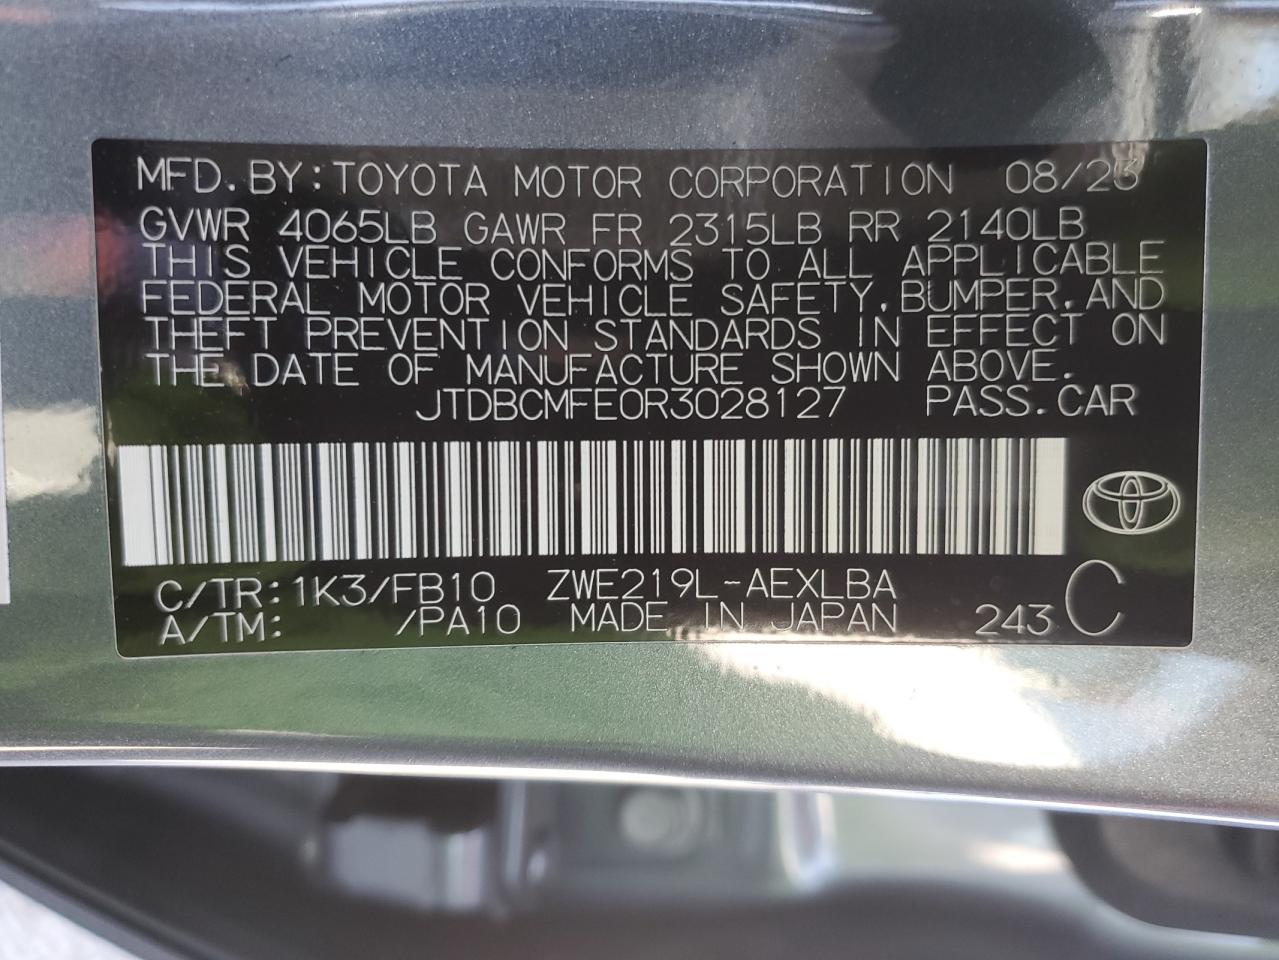 MFD. BY: TOYOTA MOTOR CORPORATION 08/23
GVWR 4065LB GAWR FR 2315LB RR 2140LB
THIS VEHICLE CONFORMS TO ALL APPLICABLE
FEDERAL MOTOR VEHICLE SAFETY, BUMPER, AND
THEFT PREVENTION STANDARDS IN EFFECT ON
THE DATE OF MANUFACTURE SHOWN ABOVE.
JTDBCMFE0R3028127 PASS. CAR
C/TR: 1K3/FB10 ZWE219L-AEXLBA
A/TM: /PA10 MADE IN JAPAN 243 C